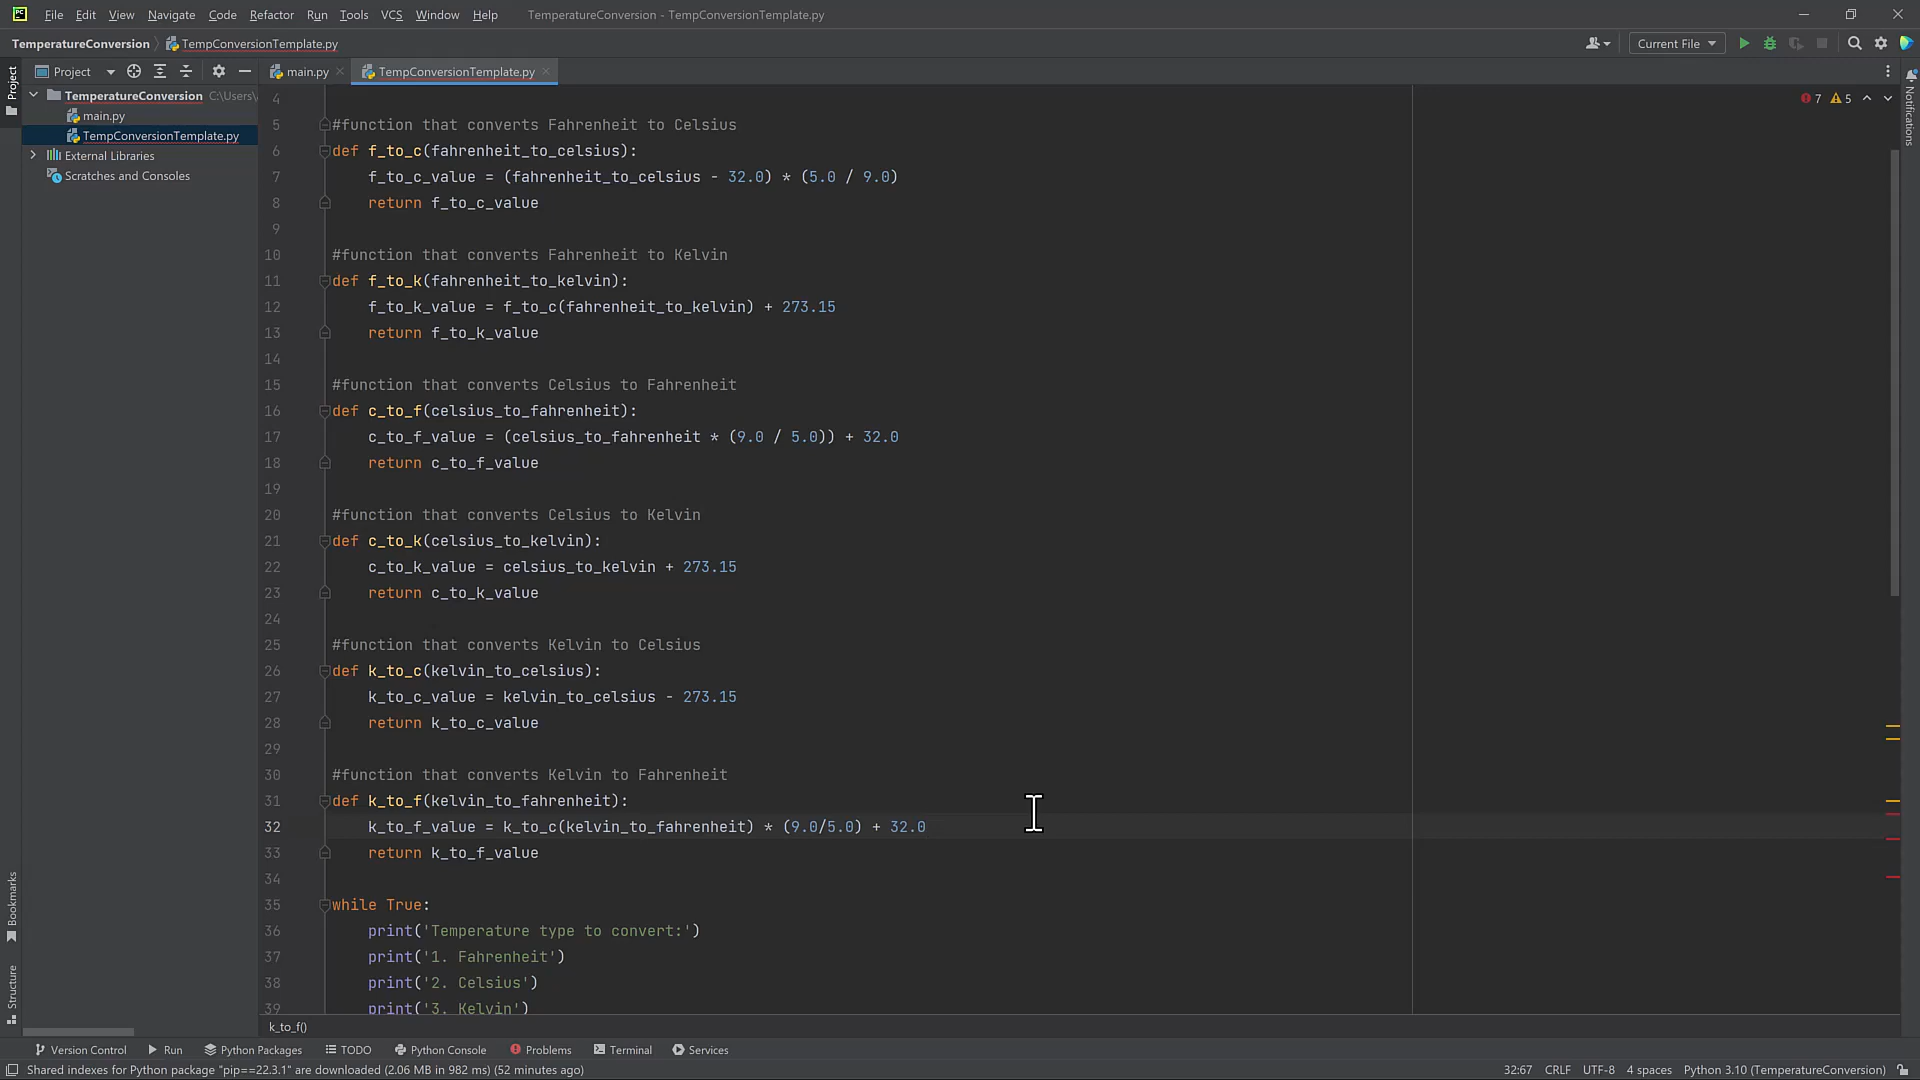 PC File Edit View Navigate Code Refactor Run Tools VCS Window Help TemperatureConversion - TempConversionTemplate.py
TemperatureConversion TempConversionTemplate.py Current File
Project main.py TempConversionTemplate.py
TemperatureConversion C:\Users\
main.py
TempConversionTemplate.py
External Libraries
Scratches and Consoles
Project
Bookmarks
Structure
Notifications
7 5
4
5 #function that converts Fahrenheit to Celsius
6 def f_to_c(fahrenheit_to_celsius):
7 f_to_c_value = (fahrenheit_to_celsius - 32.0) * (5.0 / 9.0)
8 return f_to_c_value
9
10 #function that converts Fahrenheit to Kelvin
11 def f_to_k(fahrenheit_to_kelvin):
12 f_to_k_value = f_to_c(fahrenheit_to_kelvin) + 273.15
13 return f_to_k_value
14
15 #function that converts Celsius to Fahrenheit
16 def c_to_f(celsius_to_fahrenheit):
17 c_to_f_value = (celsius_to_fahrenheit * (9.0 / 5.0)) + 32.0
18 return c_to_f_value
19
20 #function that converts Celsius to Kelvin
21 def c_to_k(celsius_to_kelvin):
22 c_to_k_value = celsius_to_kelvin + 273.15
23 return c_to_k_value
24
25 #function that converts Kelvin to Celsius
26 def k_to_c(kelvin_to_celsius):
27 k_to_c_value = kelvin_to_celsius - 273.15
28 return k_to_c_value
29
30 #function that converts Kelvin to Fahrenheit
31 def k_to_f(kelvin_to_fahrenheit):
32 k_to_f_value = k_to_c(kelvin_to_fahrenheit) * (9.0/5.0) + 32.0
33 return k_to_f_value
34
35 while True:
36 print('Temperature type to convert:')
37 print('1. Fahrenheit')
38 print('2. Celsius')
39 print('3. Kelvin')
k_to_f()
Version Control Run Python Packages TODO Python Console Problems Terminal Services
Shared indexes for Python package "pip==22.3.1" are downloaded (2.06 MB in 982 ms) (52 minutes ago) 32:67 CRLF UTF-8 4 spaces Python 3.10 (TemperatureConversion)